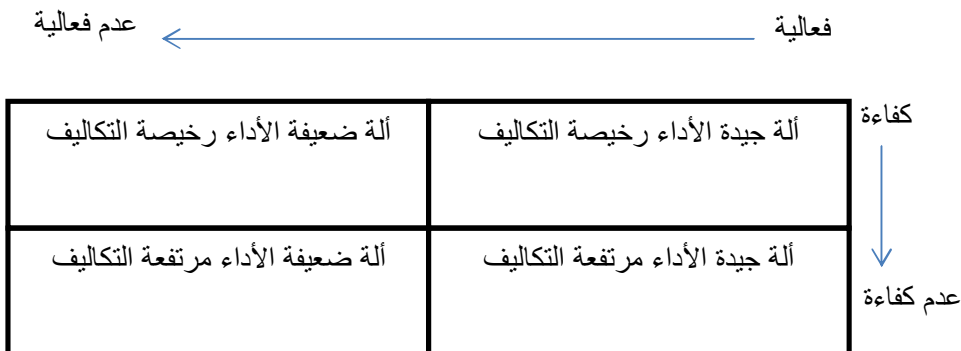 فعالية
عدم فعالية
كفاءة
ألة جيدة الأداء رخيصة التكاليف
ألة ضعيفة الأداء رخيصة التكاليف
ألة جيدة الأداء مرتفعة التكاليف
ألة ضعيفة الأداء مرتفعة التكاليف
عدم كفاءة